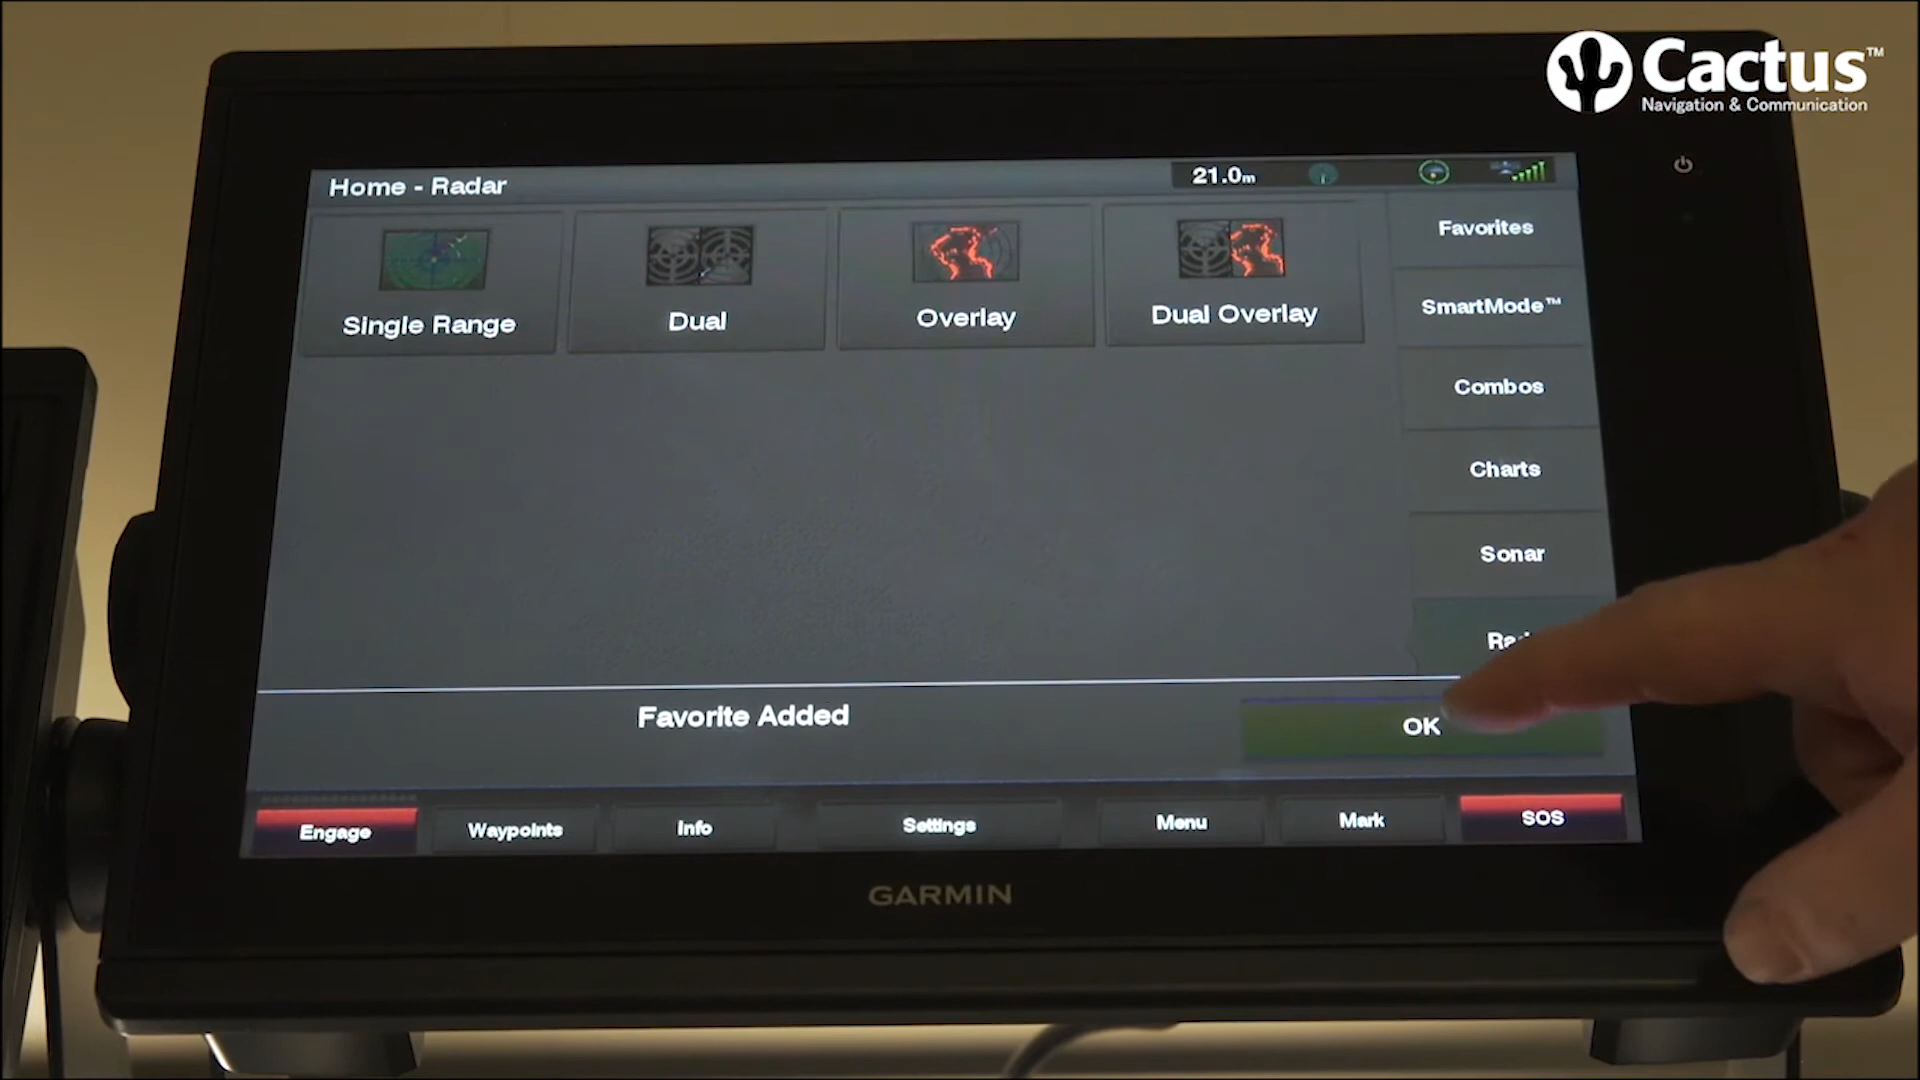 Cactus™
Navigation & Communication
Home - Radar
21.0m
Single Range
Dual
Overlay
Dual Overlay
Favorites
SmartMode™
Combos
Charts
Sonar
Favorite Added
OK
Engage
Waypoints
Info
Settings
Menu
Mark
SOS
GARMIN